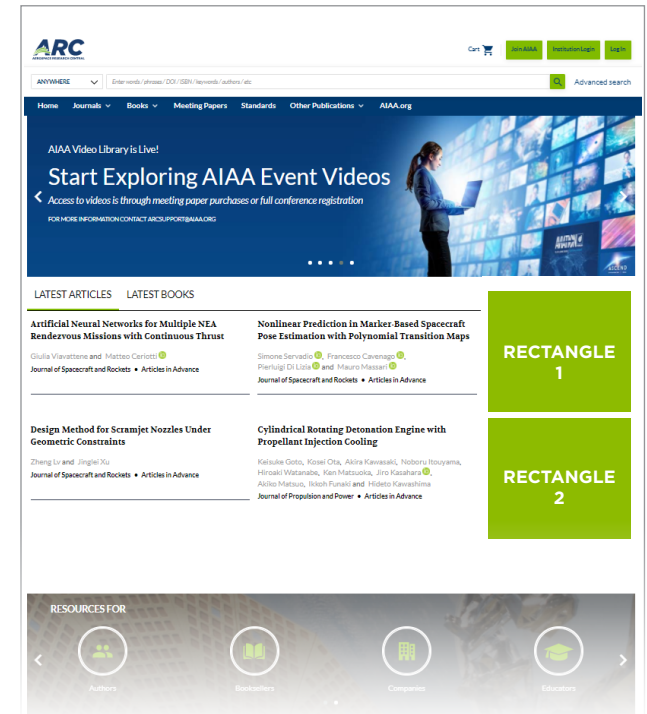 ARC
AEROSPACE RESEARCH CENTRAL
Cart
Join AIAA
Institution Login
Log In
ANYWHERE
Enter words / phrases / DOI / ISBN / keywords / authors / etc
Advanced search
Home Journals Books Meeting Papers Standards Other Publications AIAA.org
AIAA Video Library is Live!
Start Exploring AIAA Event Videos
Access to videos is through meeting paper purchases or full conference registration
FOR MORE INFORMATION CONTACT ARCSUPPORT@AIAA.ORG
ASCEND
LATEST ARTICLES LATEST BOOKS
Artificial Neural Networks for Multiple NEA
Rendezvous Missions with Continuous Thrust
Giulia Viavattene and Matteo Ceriotti
Journal of Spacecraft and Rockets • Articles in Advance
Nonlinear Prediction in Marker-Based Spacecraft
Pose Estimation with Polynomial Transition Maps
Simone Servadio, Francesco Cavenago,
Pierluigi Di Lizia and Mauro Massari
Journal of Spacecraft and Rockets • Articles in Advance
RECTANGLE
1
Design Method for Scramjet Nozzles Under
Geometric Constraints
Zheng Lv and Jinglei Xu
Journal of Spacecraft and Rockets • Articles in Advance
Cylindrical Rotating Detonation Engine with
Propellant Injection Cooling
Keisuke Goto, Kosei Ota, Akira Kawasaki, Noboru Itouyama,
Hiroaki Watanabe, Ken Matsuoka, Jiro Kasahara,
Akiko Matsuo, Ikkoh Funaki and Hideto Kawashima
Journal of Propulsion and Power • Articles in Advance
RECTANGLE
2
RESOURCES FOR
Authors
Booksellers
Companies
Educators